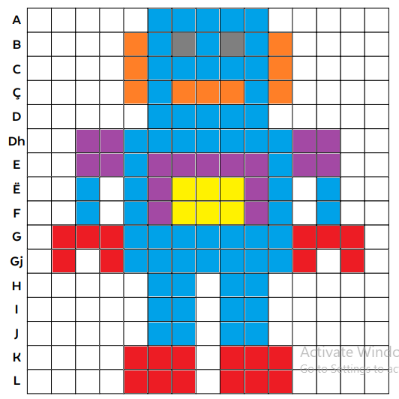 A
B
C
Ç
D
Dh
E
Ë
F
G
Gj
H
I
J
K
L
Activate Windo
Go to Settings to ac